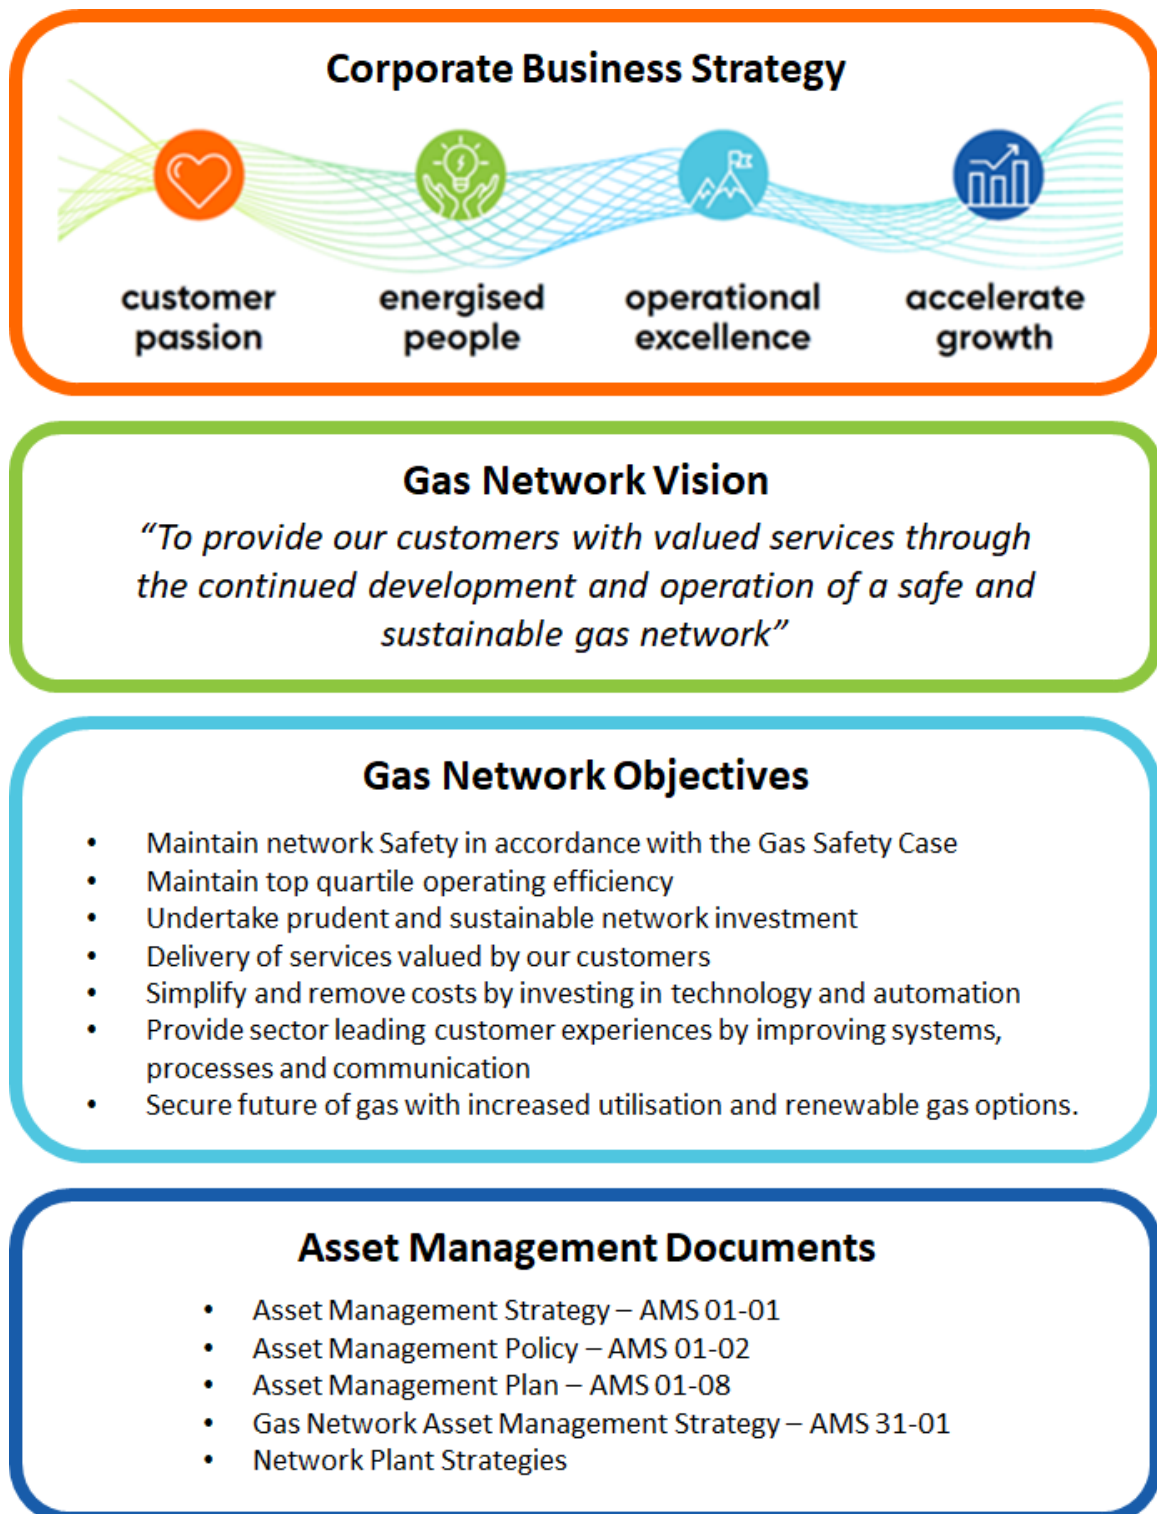 Corporate Business Strategy
customer
passion
energised
people
operational
excellence
accelerate
growth
Gas Network Vision
“To provide our customers with valued services through
the continued development and operation of a safe and
sustainable gas network”
Gas Network Objectives
• Maintain network Safety in accordance with the Gas Safety Case
• Maintain top quartile operating efficiency
• Undertake prudent and sustainable network investment
• Delivery of services valued by our customers
• Simplify and remove costs by investing in technology and automation
• Provide sector leading customer experiences by improving systems,
processes and communication
• Secure future of gas with increased utilisation and renewable gas options.
Asset Management Documents
• Asset Management Strategy – AMS 01-01
• Asset Management Policy – AMS 01-02
• Asset Management Plan – AMS 01-08
• Gas Network Asset Management Strategy – AMS 31-01
• Network Plant Strategies